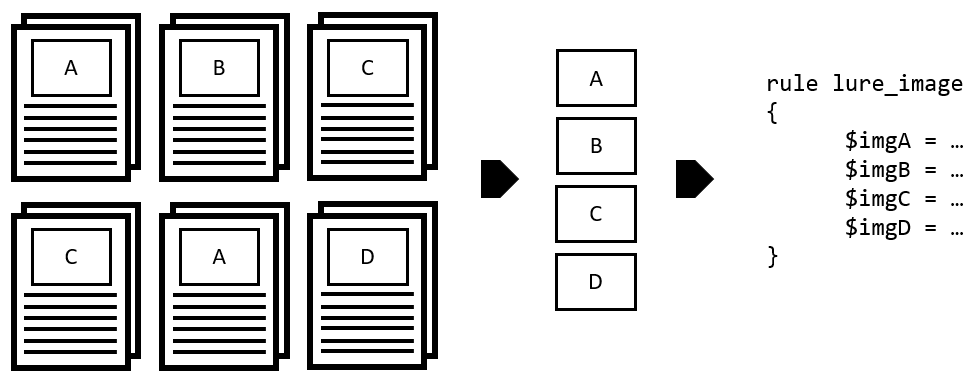 A
B
C
C
A
D
A
B
C
D
rule lure_image
{
$imgA = …
$imgB = …
$imgC = …
$imgD = …
}